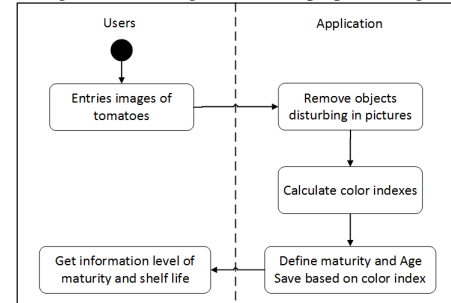 Users
Application
Entries images of
tomatoes
Remove objects
disturbing in pictures
Calculate color indexes
Get information level of
maturity and shelf life
Define maturity and Age
Save based on color index